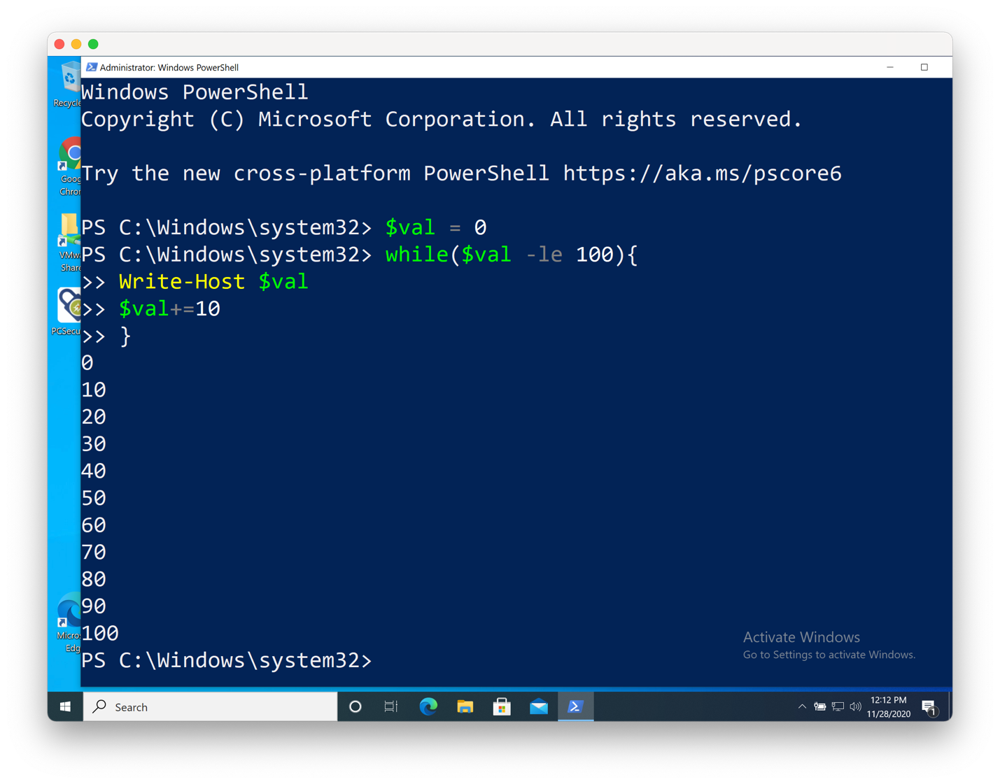 Administrator: Windows PowerShell
Windows PowerShell
Copyright (C) Microsoft Corporation. All rights reserved.
Try the new cross-platform PowerShell https://aka.ms/pscore6
PS C:\Windows\system32> $val = 0
PS C:\Windows\system32> while($val -le 100){
>> Write-Host $val
>> $val+=10
>> }
0
10
20
30
40
50
60
70
80
90
100
PS C:\Windows\system32>
Recycle
Goog
Chro
VMwa
Share
PCSecu
Micro
Edg
Activate Windows
Go to Settings to activate Windows.
Search
12:12 PM
11/28/2020
1